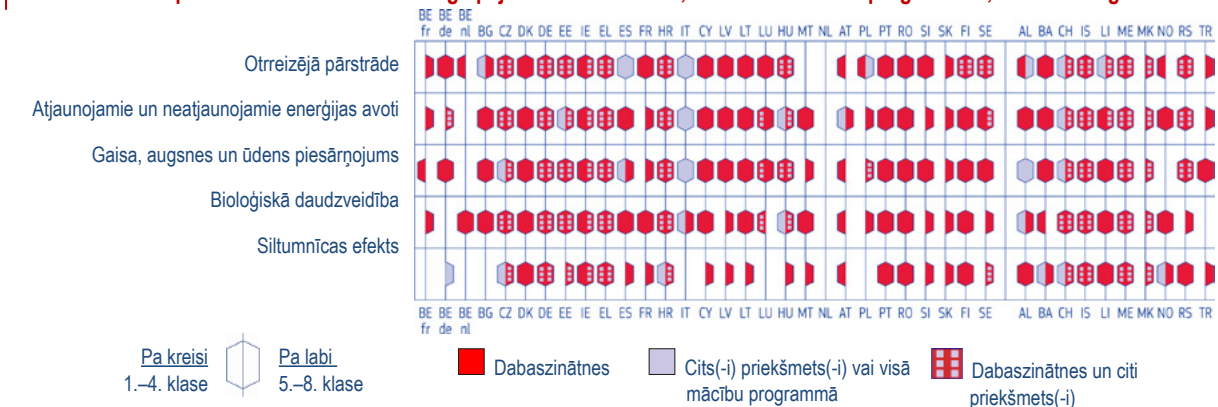 BE BE BE
fr de nl BG CZ DK DE EE IE EL ES FR HR IT CY LV LT LU HU MT NL AT PL PT RO SI SK FI SE AL BA CH IS LI ME MK NO RS TR
Otrreizējā pārstrāde
Atjaunojamie un neatjaunojamie enerģijas avoti
Gaisa, augsnes un ūdens piesārņojums
Bioloģiskā daudzveidība
Siltumnīcas efekts
BE BE BE BG CZ DK DE EE IE EL ES FR HR IT CY LV LT LU HU MT NL AT PL PT RO SI SK FI SE AL BA CH IS LI ME MK NO RS TR
fr de nl
Pa kreisi
1.–4. klase
Pa labi
5.–8. klase
Dabaszinātnes
Cits(-i) priekšmets(-i) vai visā
mācību programmā
Dabaszinātnes un citi
priekšmets(-i)